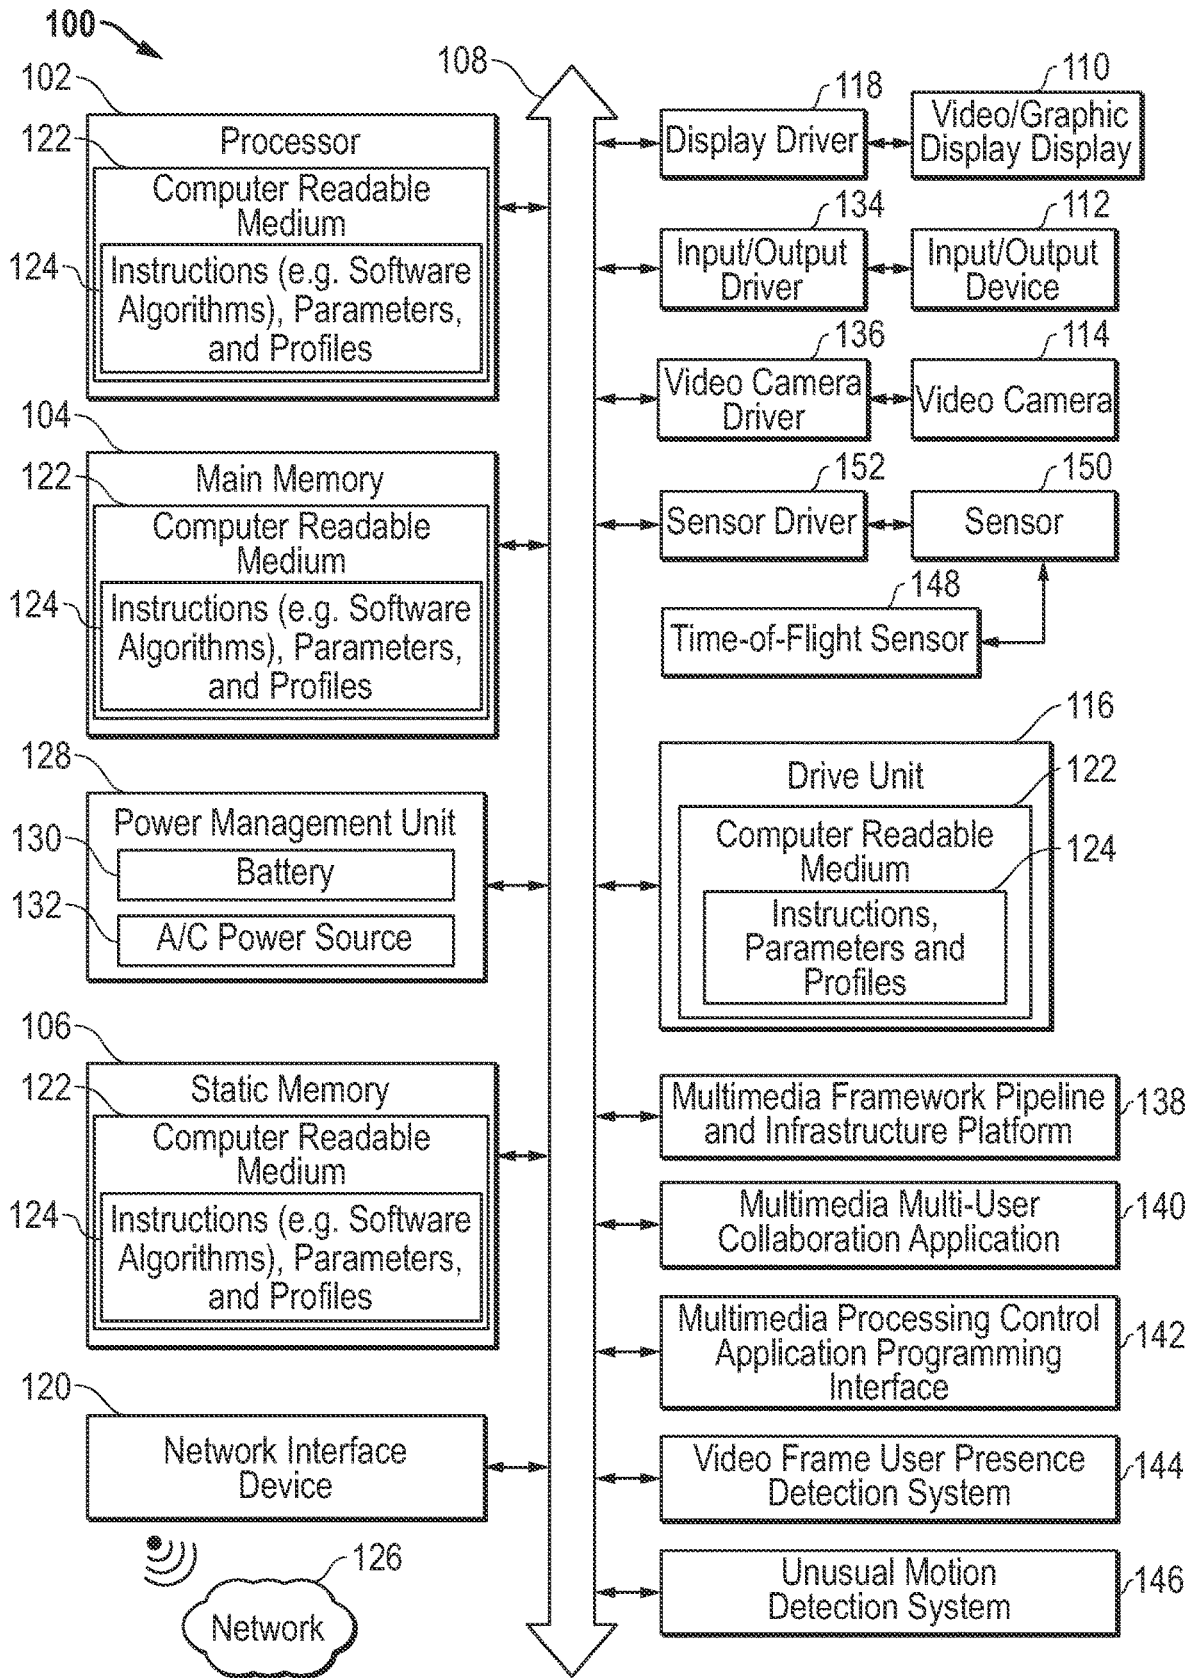 100
108
102
Processor
122
Computer Readable
Medium
124
Instructions (e.g. Software
Algorithms), Parameters,
and Profiles
104
Main Memory
122
Computer Readable
Medium
124
Instructions (e.g. Software
Algorithms), Parameters,
and Profiles
128
Power Management Unit
130
Battery
132
A/C Power Source
106
Static Memory
122
Computer Readable
Medium
124
Instructions (e.g. Software
Algorithms), Parameters,
and Profiles
120
Network Interface
Device
126
Network
118
Display Driver
110
Video/Graphic
Display Display
134
Input/Output
Driver
112
Input/Output
Device
136
Video Camera
Driver
114
Video Camera
152
Sensor Driver
150
Sensor
148
Time-of-Flight Sensor
116
Drive Unit
122
Computer Readable
Medium
124
Instructions,
Parameters and
Profiles
Multimedia Framework Pipeline
and Infrastructure Platform
138
Multimedia Multi-User
Collaboration Application
140
Multimedia Processing Control
Application Programming
Interface
142
Video Frame User Presence
Detection System
144
Unusual Motion
Detection System
146